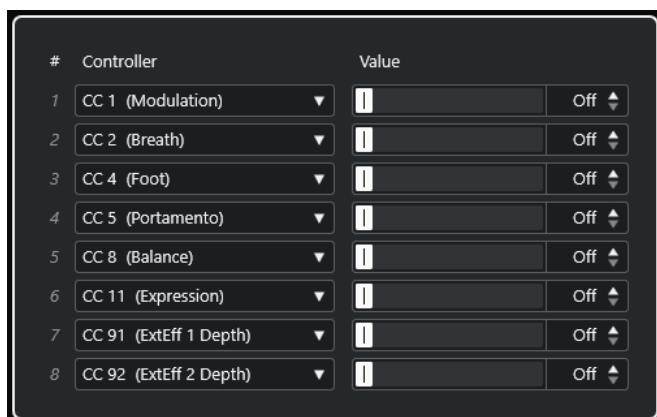 # Controller Value
1 CC 1 (Modulation) Off
2 CC 2 (Breath) Off
3 CC 4 (Foot) Off
4 CC 5 (Portamento) Off
5 CC 8 (Balance) Off
6 CC 11 (Expression) Off
7 CC 91 (ExtEff 1 Depth) Off
8 CC 92 (ExtEff 2 Depth) Off